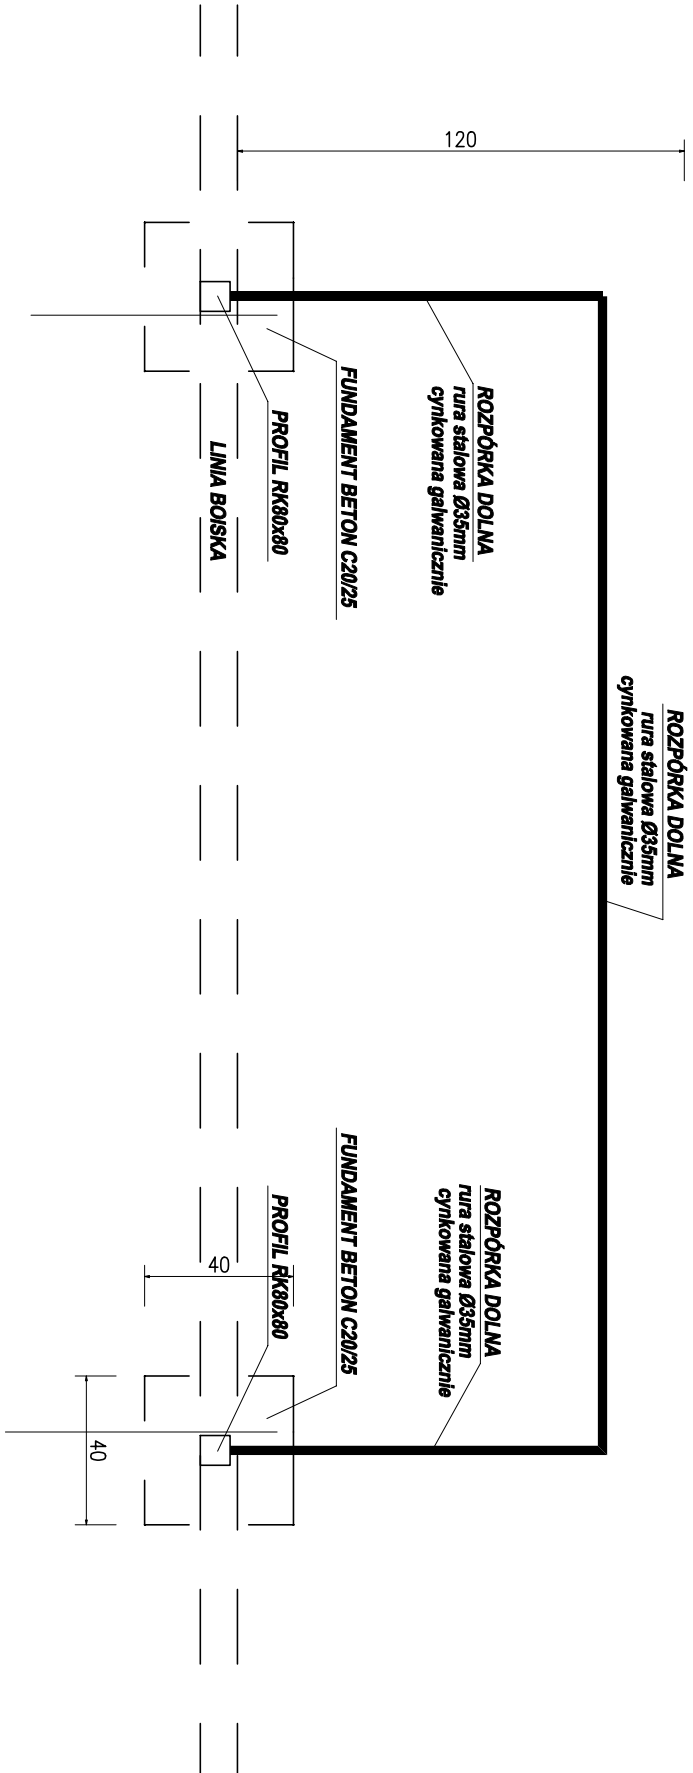 120
ROZPÓRKA DOLNA
rura stalowa Ø35mm
cynkowana galwanicznie
ROZPÓRKA DOLNA
rura stalowa Ø35mm
cynkowana galwanicznie
FUNDAMENT BETON C20/25
PROFIL RK80x80
LINIA BOISKA
ROZPÓRKA DOLNA
rura stalowa Ø35mm
cynkowana galwanicznie
FUNDAMENT BETON C20/25
PROFIL RK80x80
40
40